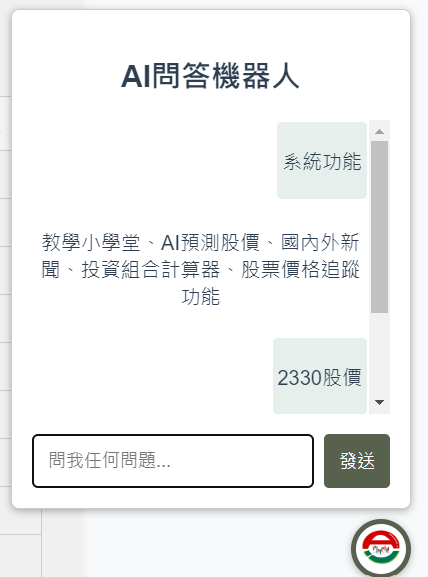 AI問答機器人
系統功能
教學小學堂、AI預測股價、國內外新
聞、投資組合計算器、股票價格追蹤
功能
2330股價
問我任何問題...
發送